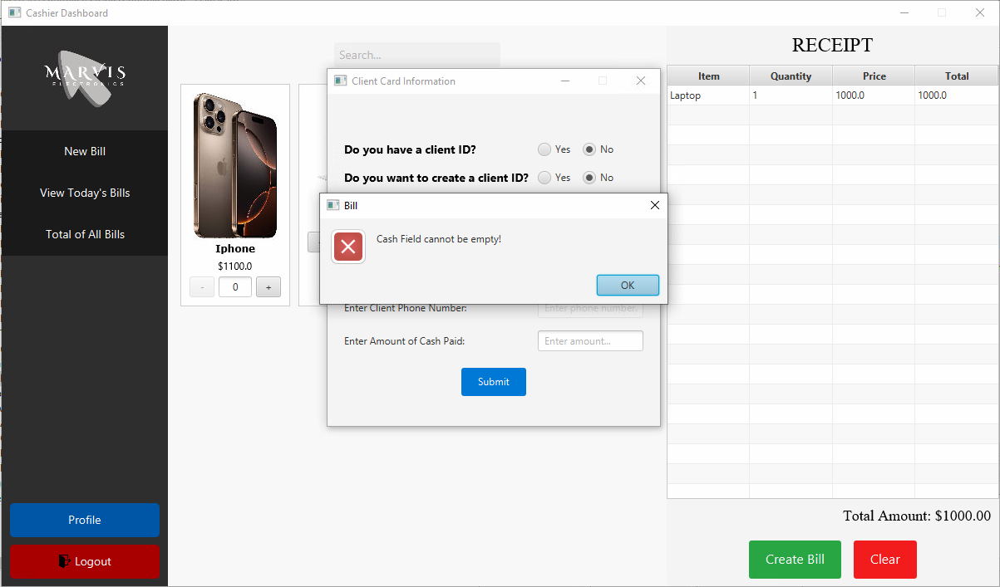 Cashier Dashboard
MARVIS
ELECTRONICS
New Bill
View Today's Bills
Total of All Bills
Profile
Logout
Search...
Iphone
$1100.0
- 0 +
Client Card Information
Do you have a client ID? Yes No
Do you want to create a client ID? Yes No
Bill
Cash Field cannot be empty!
OK
Enter Client Phone Number: Enter phone number.
Enter Amount of Cash Paid: Enter amount...
Submit
RECEIPT
Item Quantity Price Total
Laptop 1 1000.0 1000.0
Total Amount: $1000.00
Create Bill Clear